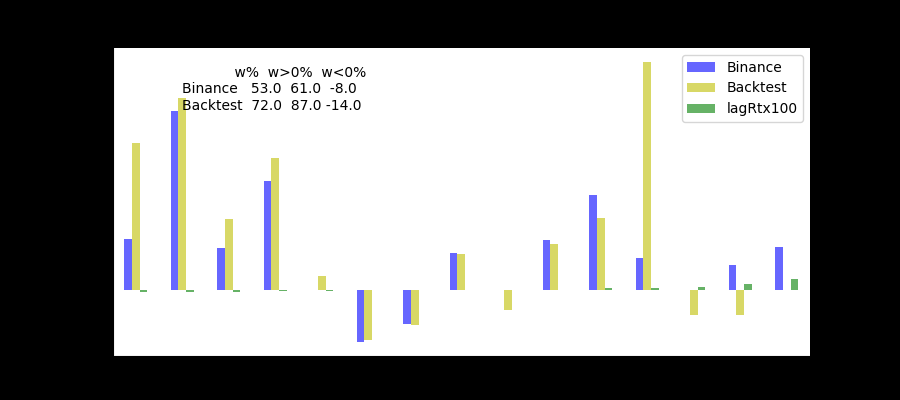 w% w>0% w<0%
Binance 53.0 61.0 -8.0
Backtest 72.0 87.0 -14.0
Binance
Backtest
lagRtx100